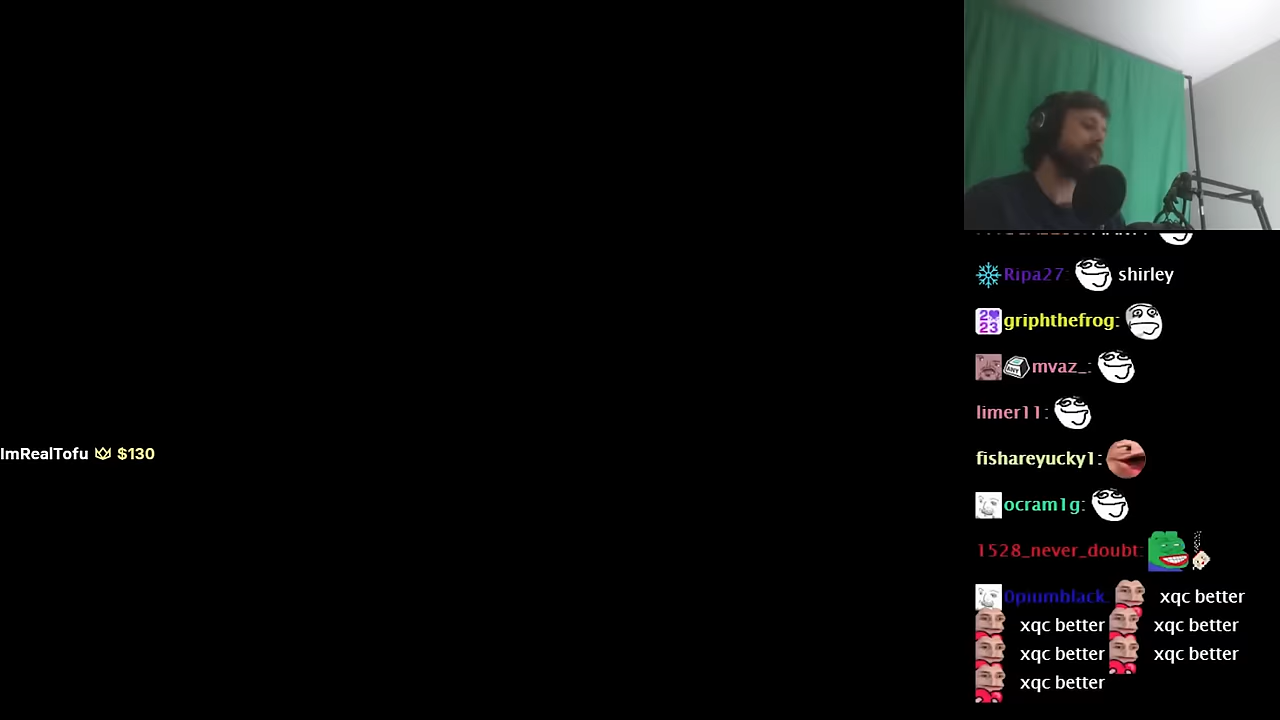 Ripa27: shirley
griphthefrog:
mvaz_:
limer11:
ImRealTofu $130
fishareyucky1:
ocram1g:
1528_never_doubt:
0piumblack: xqc better
xqc better xqc better
xqc better xqc better
xqc better